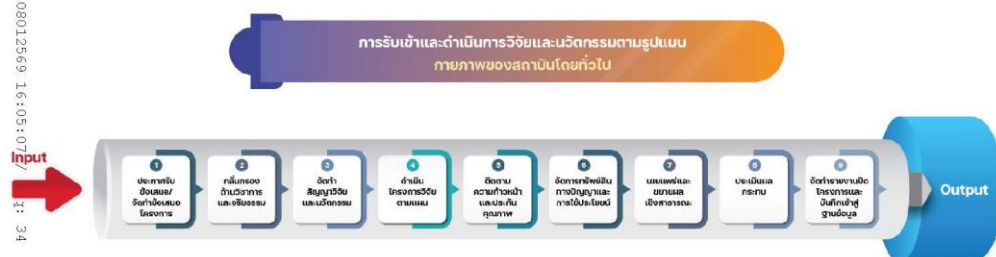 08012569 16:05:07
34
การรับเข้าและดำเนินการวิจัยและนวัตกรรมตามรูปแบบ
กายภาพของสถาบันโดยทั่วไป
Input
1
ประกาศรับ
ข้อเสนอ/
จัดทำข้อเสนอ
โครงการ
2
กลั่นกรอง
ด้านวิชาการ
และจริยธรรม
3
จัดทำ
สัญญาวิจัย
และนวัตกรรม
4
ดำเนิน
โครงการวิจัย
ตามแผน
5
ติดตาม
ความก้าวหน้า
และประกัน
คุณภาพ
6
จัดการทรัพย์สิน
ทางปัญญาและ
การใช้ประโยชน์
7
เผยแพร่และ
ขยายผล
เชิงสาธารณะ
8
ประเมินผล
กระทบ
9
จัดทำรายงานปิด
โครงการและ
บันทึกเข้าสู่
ฐานข้อมูล
Output